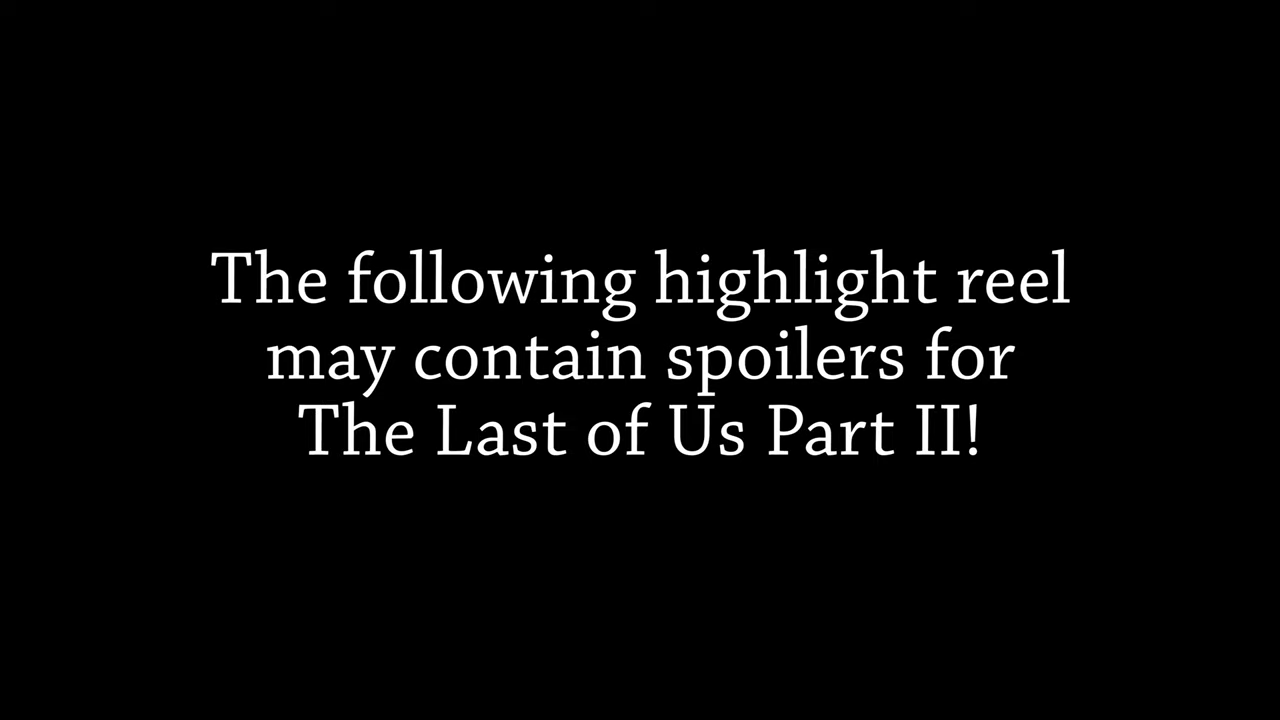 The following highlight reel
may contain spoilers for
The Last of Us Part II!